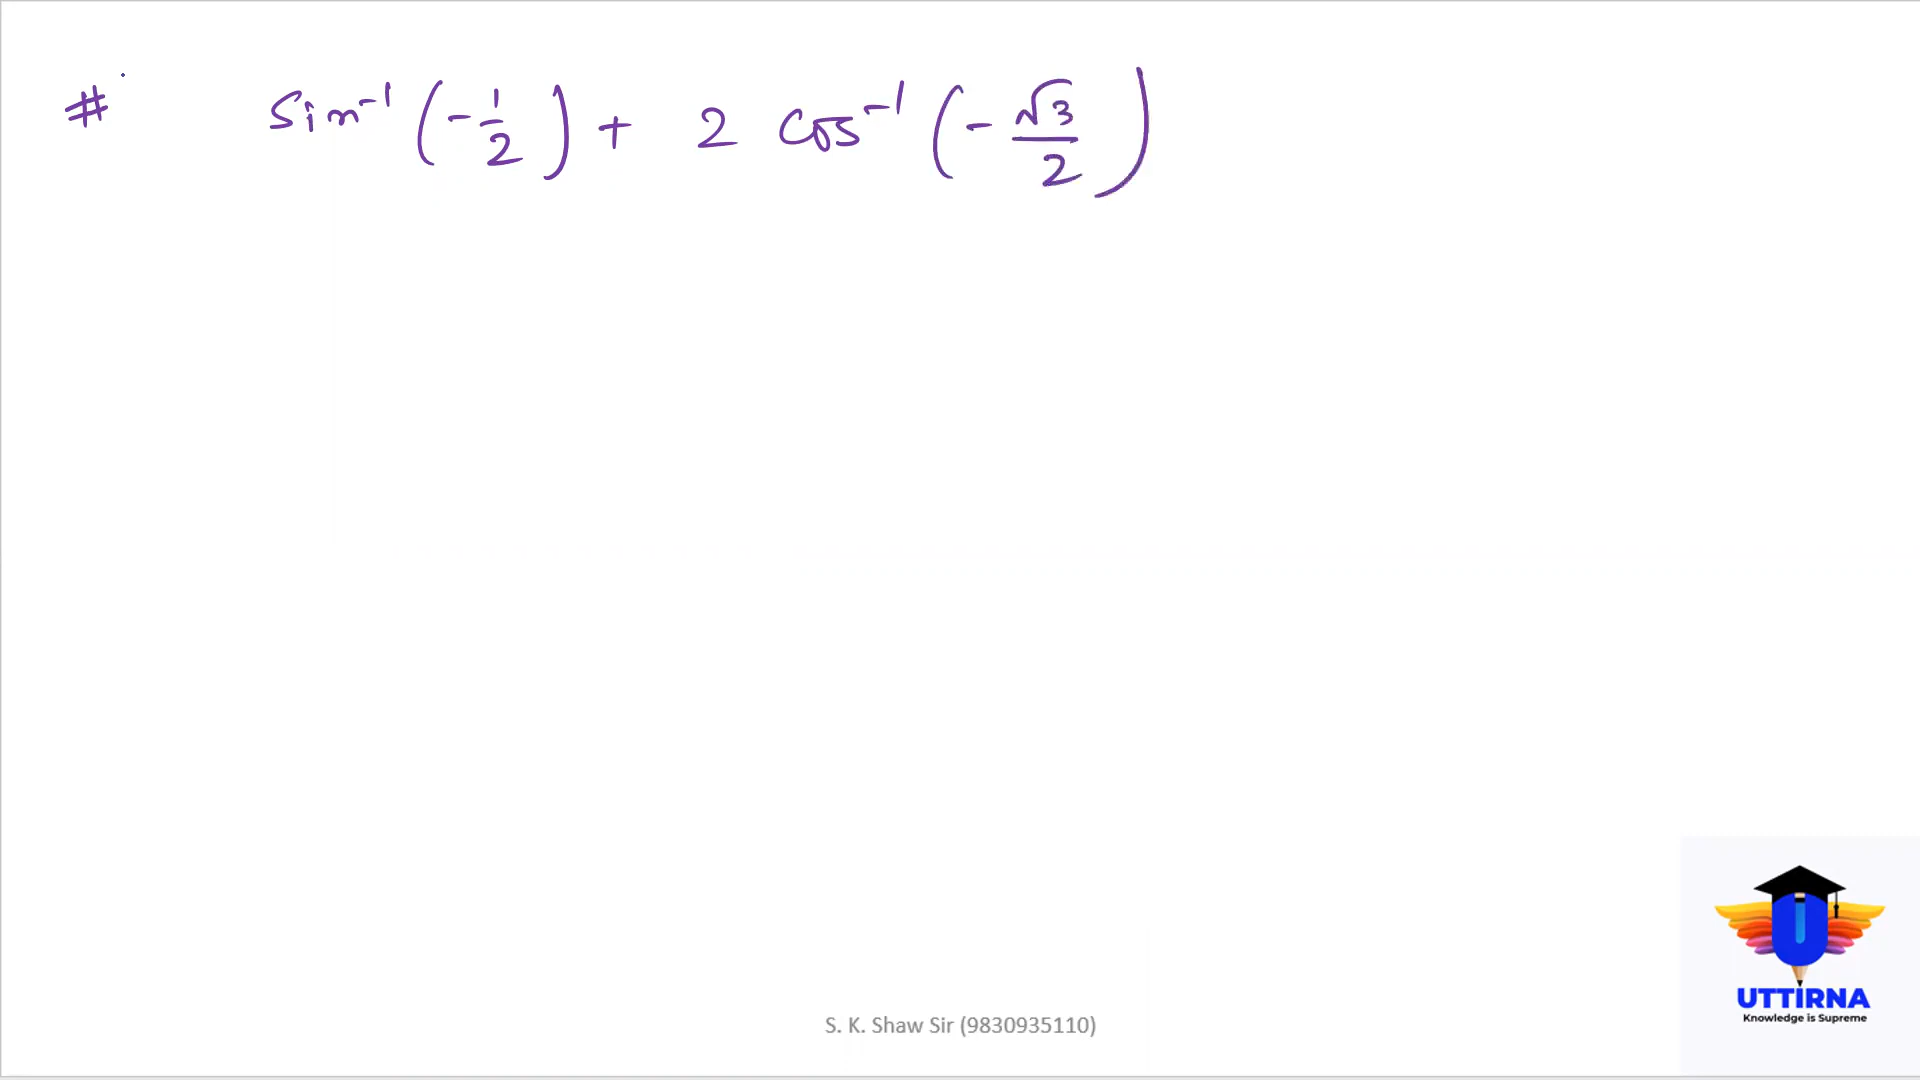 # Sin⁻¹ (-1/2) + 2 Cos⁻¹ (-√3/2)
UTTIRNA
Knowledge is Supreme
S. K. Shaw Sir (9830935110)